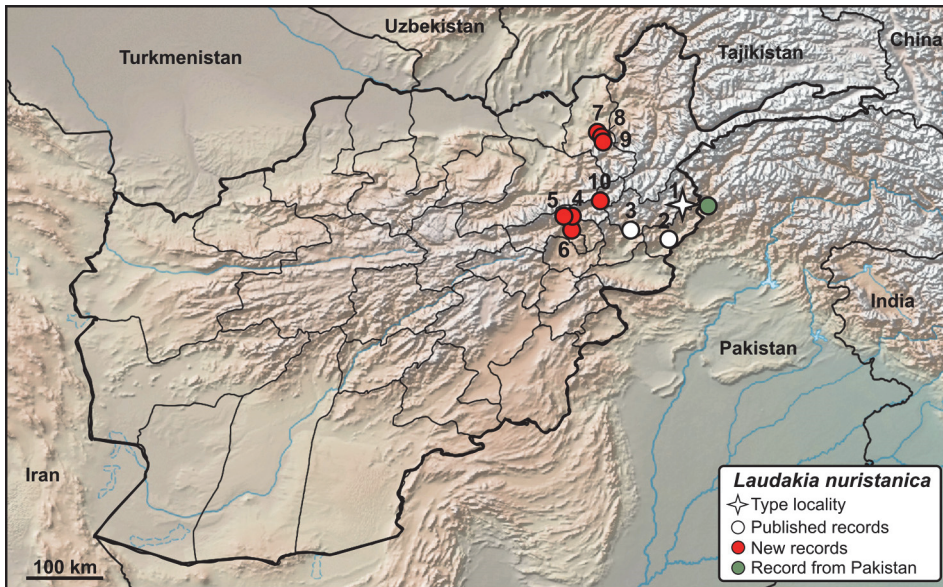 Uzbekistan
China
Turkmenistan
Tajikistan
7
8
9
10
1
5
4
3
2
6
India
Pakistan
Iran
Laudakia nuristanica
Type locality
Published records
New records
Record from Pakistan
100 km